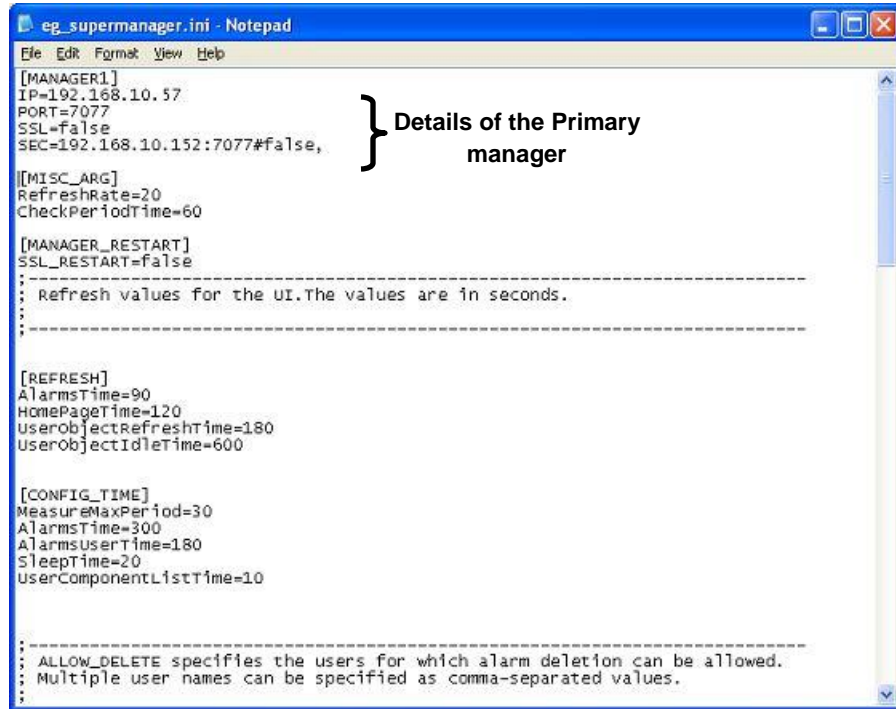 eg_supermanager.ini - Notepad
File Edit Format View Help
[MANAGER1]
IP=192.168.10.57
PORT=7077
SSL=false
SEC=192.168.10.152:7077#false,
Details of the Primary
manager
[MISC_ARG]
RefreshRate=20
CheckPeriodTime=60
[MANAGER_RESTART]
SSL_RESTART=false
;----------------------------------------------------------------------------
; Refresh values for the UI.The values are in seconds.
;
;----------------------------------------------------------------------------
[REFRESH]
AlarmsTime=90
HomePageTime=120
UserObjectRefreshTime=180
UserObjectIdleTime=600
[CONFIG_TIME]
MeasureMaxPeriod=30
AlarmsTime=300
AlarmsUserTime=180
SleepTime=20
UserComponentListTime=10
;----------------------------------------------------------------------------
; ALLOW_DELETE specifies the users for which alarm deletion can be allowed.
; Multiple user names can be specified as comma-separated values.
;